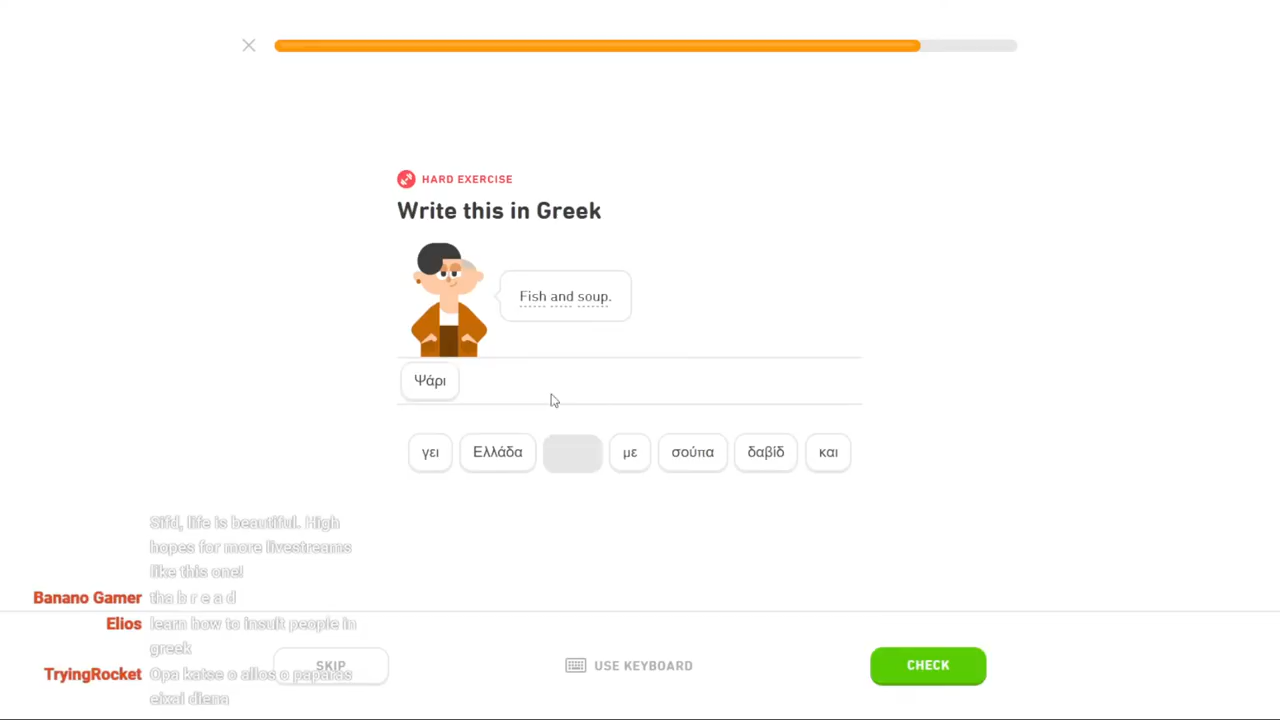 HARD EXERCISE
Write this in Greek
Fish and soup.
Ψάρι
γει Ελλάδα με σούπα δαβίδ και
Sifd, life is beautiful. High
hopes for more livestreams
like this one!
Banano Gamer tha b r e a d
Elios learn how to insult people in
greek
TryingRocket Opa katse o allos o paparas
eixai diena
SKIP
USE KEYBOARD
CHECK